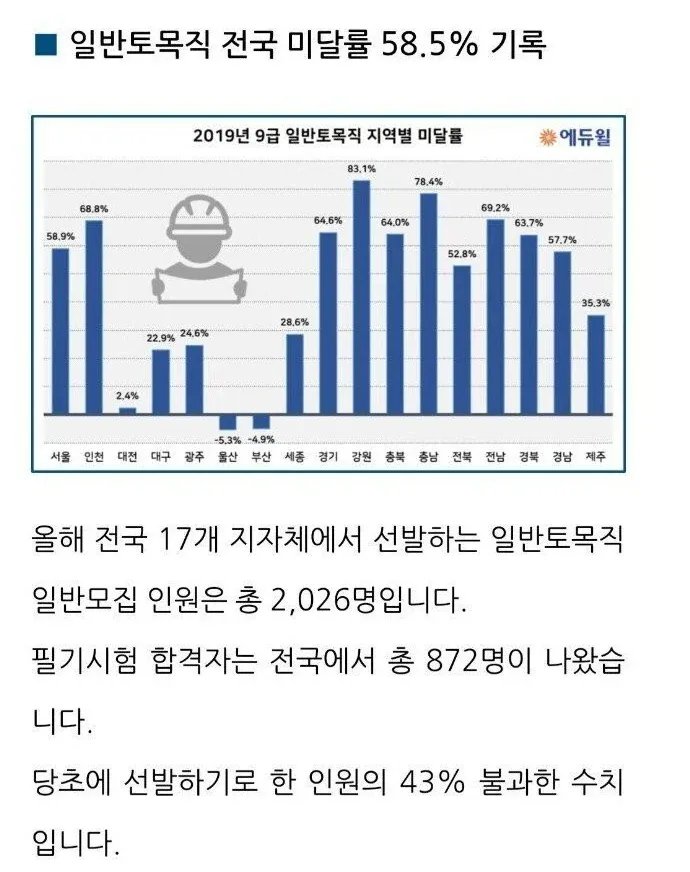 ■ 일반토목직 전국 미달률 58.5% 기록
2019년 9급 일반토목직 지역별 미달률
에듀윌
58.9%
68.8%
2.4%
22.9%
24.6%
-5.3%
-4.9%
28.6%
64.6%
83.1%
64.0%
78.4%
52.8%
69.2%
63.7%
57.7%
35.3%
서울 인천 대전 대구 광주 울산 부산 세종 경기 강원 충북 충남 전북 전남 경북 경남 제주
올해 전국 17개 지자체에서 선발하는 일반토목직
일반모집 인원은 총 2,026명입니다.
필기시험 합격자는 전국에서 총 872명이 나왔습
니다.
당초에 선발하기로 한 인원의 43% 불과한 수치
입니다.